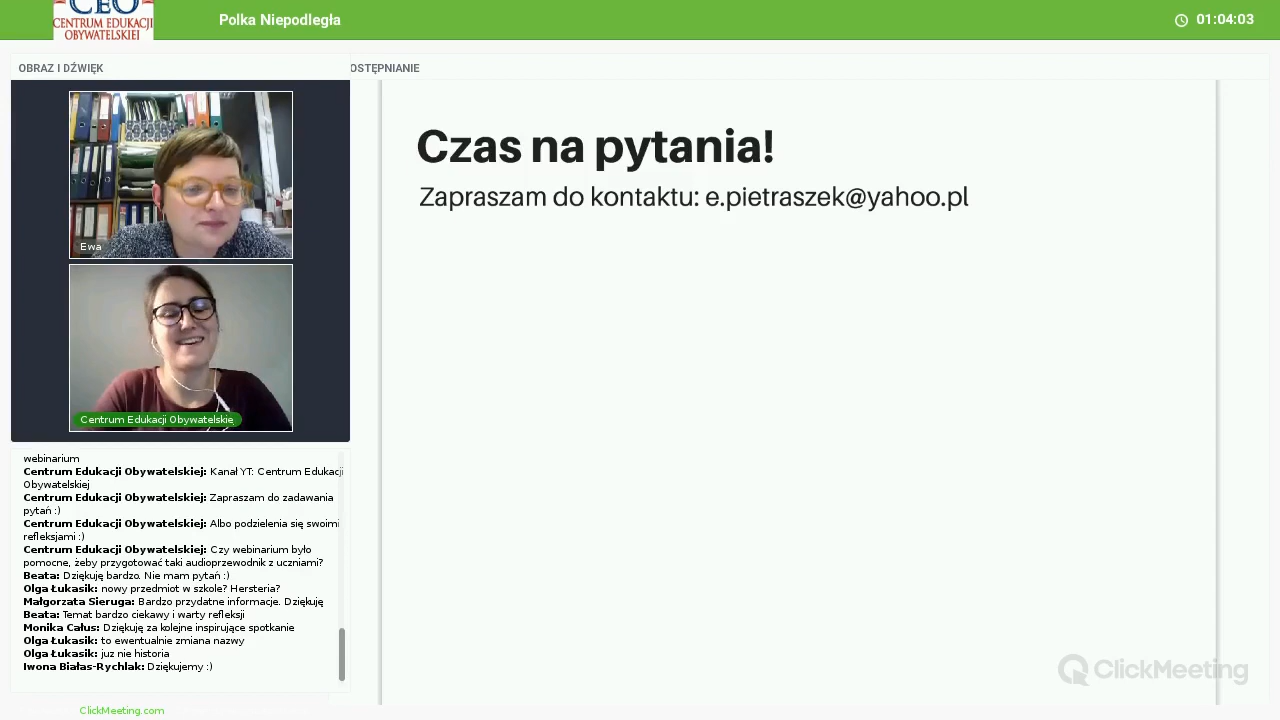 CEO
CENTRUM EDUKACJI
OBYWATELSKIEJ
Polka Niepodległa
01:04:03
OBRAZ I DŹWIĘK
OSTĘPNIANIE
Ewa
Centrum Edukacji Obywatelskie
Czas na pytania!
Zapraszam do kontaktu: e.pietraszek@yahoo.pl
webinarium
Centrum Edukacji Obywatelskiej: Kanał YT: Centrum Edukacji
Obywatelskiej
Centrum Edukacji Obywatelskiej: Zapraszam do zadawania
pytań :)
Centrum Edukacji Obywatelskiej: Albo podzielenia się swoimi
refleksjami :)
Centrum Edukacji Obywatelskiej: Czy webinarium było
pomocne, żeby przygotować taki audioprzewodnik z uczniami?
Beata: Dziękuję bardzo. Nie mam pytań :)
Olga Łukasik: nowy przedmiot w szkole? Hersteria?
Małgorzata Sieruga: Bardzo przydatne informacje. Dziękuję
Beata: Temat bardzo ciekawy i warty refleksji
Monika Całus: Dziękuję za kolejne inspirujące spotkanie
Olga Łukasik: to ewentualnie zmiana nazwy
Olga Łukasik: juz nie historia
Iwona Białas-Rychlak: Dziękujemy :)
ClickMeeting
ClickMeeting.com